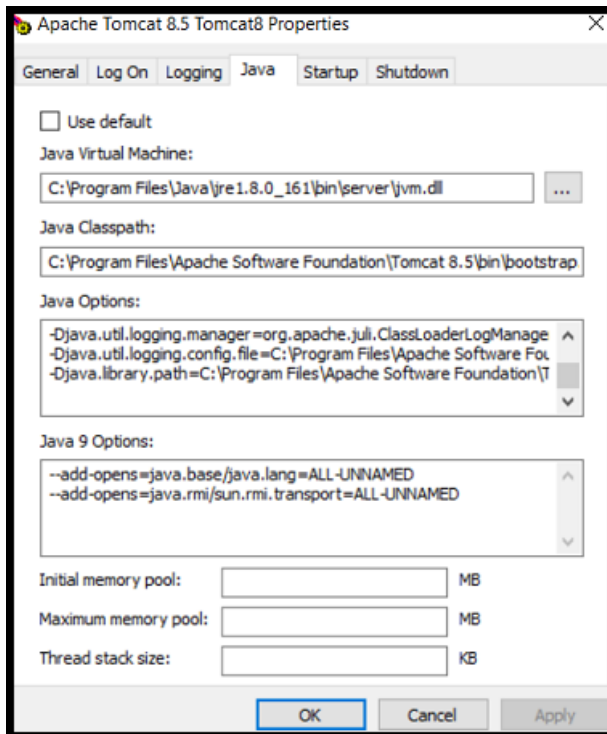 Apache Tomcat 8.5 Tomcat8 Properties
General Log On Logging Java Startup Shutdown
Use default
Java Virtual Machine:
C:\Program Files\Java\jre1.8.0_161\bin\server\jvm.dll
...
Java Classpath:
C:\Program Files\Apache Software Foundation\Tomcat 8.5\bin\bootstrap
Java Options:
-Djava.util.logging.manager=org.apache.juli.ClassLoaderLogManage
-Djava.util.logging.config.file=C:\Program Files\Apache Software Fou
-Djava.library.path=C:\Program Files\Apache Software Foundation\T
Java 9 Options:
--add-opens=java.base/java.lang=ALL-UNNAMED
--add-opens=java.rmi/sun.rmi.transport=ALL-UNNAMED
Initial memory pool: MB
Maximum memory pool: MB
Thread stack size: KB
OK Cancel Apply